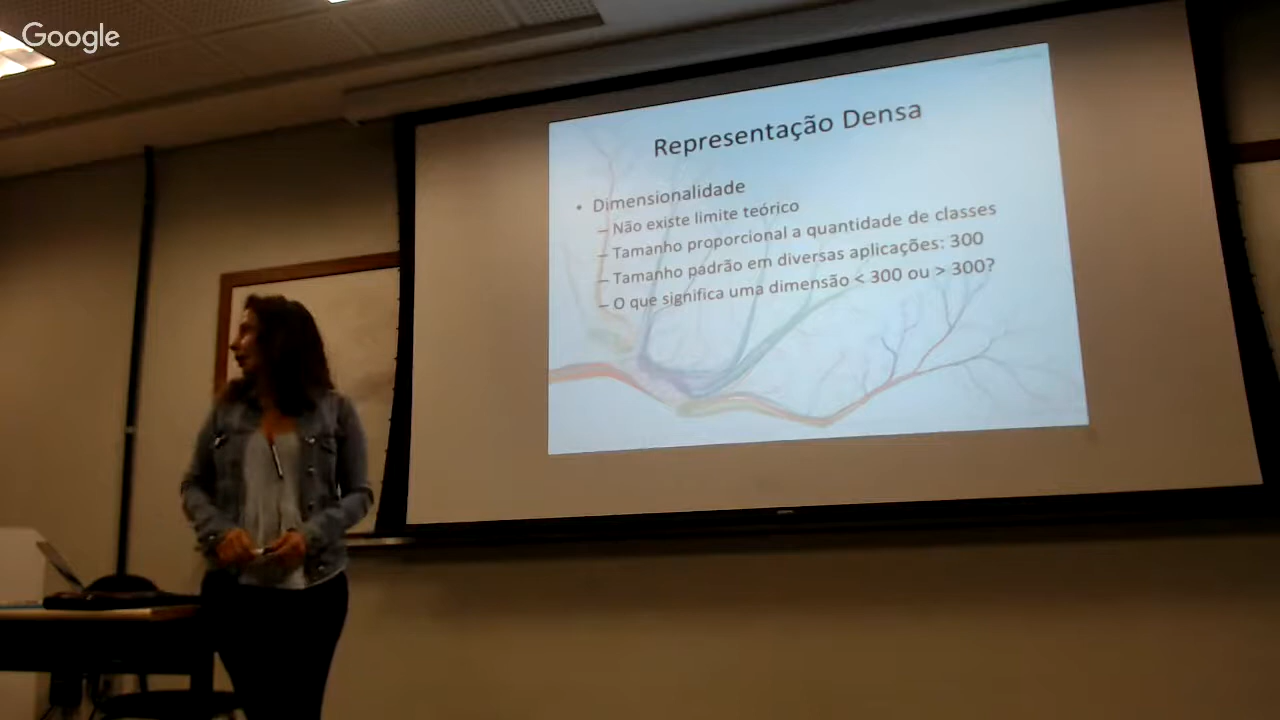 Google
Representação Densa
• Dimensionalidade
– Não existe limite teórico
– Tamanho proporcional a quantidade de classes
– Tamanho padrão em diversas aplicações: 300
– O que significa uma dimensão < 300 ou > 300?